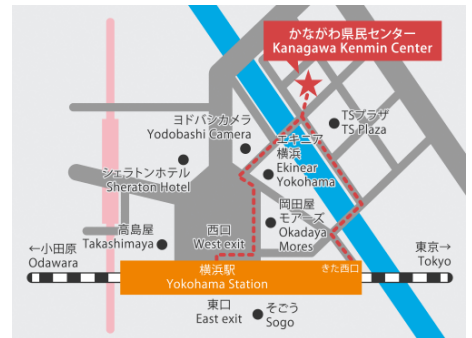 かながわ県民センター
Kanagawa Kenmin Center
ヨドバシカメラ
Yodobashi Camera
TSプラザ
TS Plaza
エキニア
横浜
Ekinear
Yokohama
シェラトンホテル
Sheraton Hotel
岡田屋
モアーズ
Okadaya
Mores
高島屋
Takashimaya
西口
West exit
←小田原
Odawara
東京→
Tokyo
横浜駅
Yokohama Station
きた西口
東口
East exit
そごう
Sogo